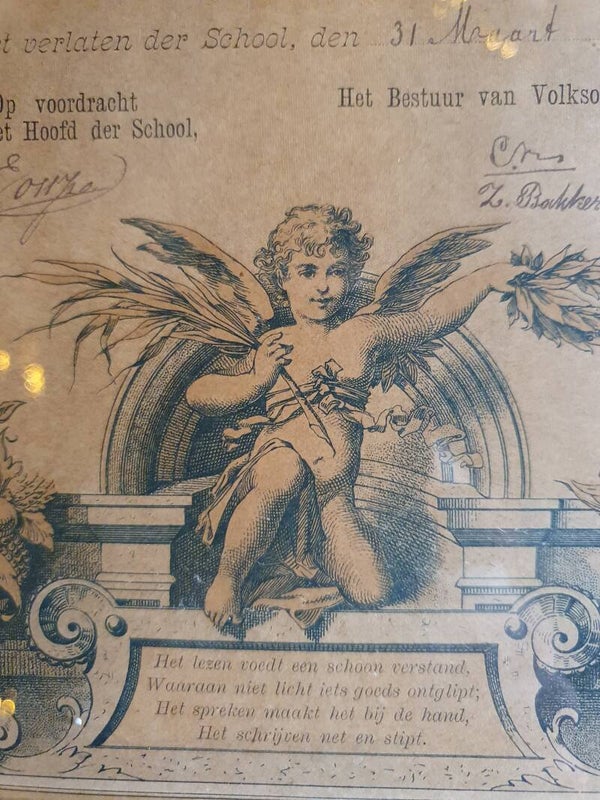 et verlaten der School, den 31 Maart
Op voordracht
et Hoofd der School,
Het Bestuur van Volkso
Z. Bakker
Het lezen voedt een schoon verstand,
Waaraan niet licht iets goeds ontglipt;
Het spreken maakt het bij de hand,
Het schrijven net en stipt.